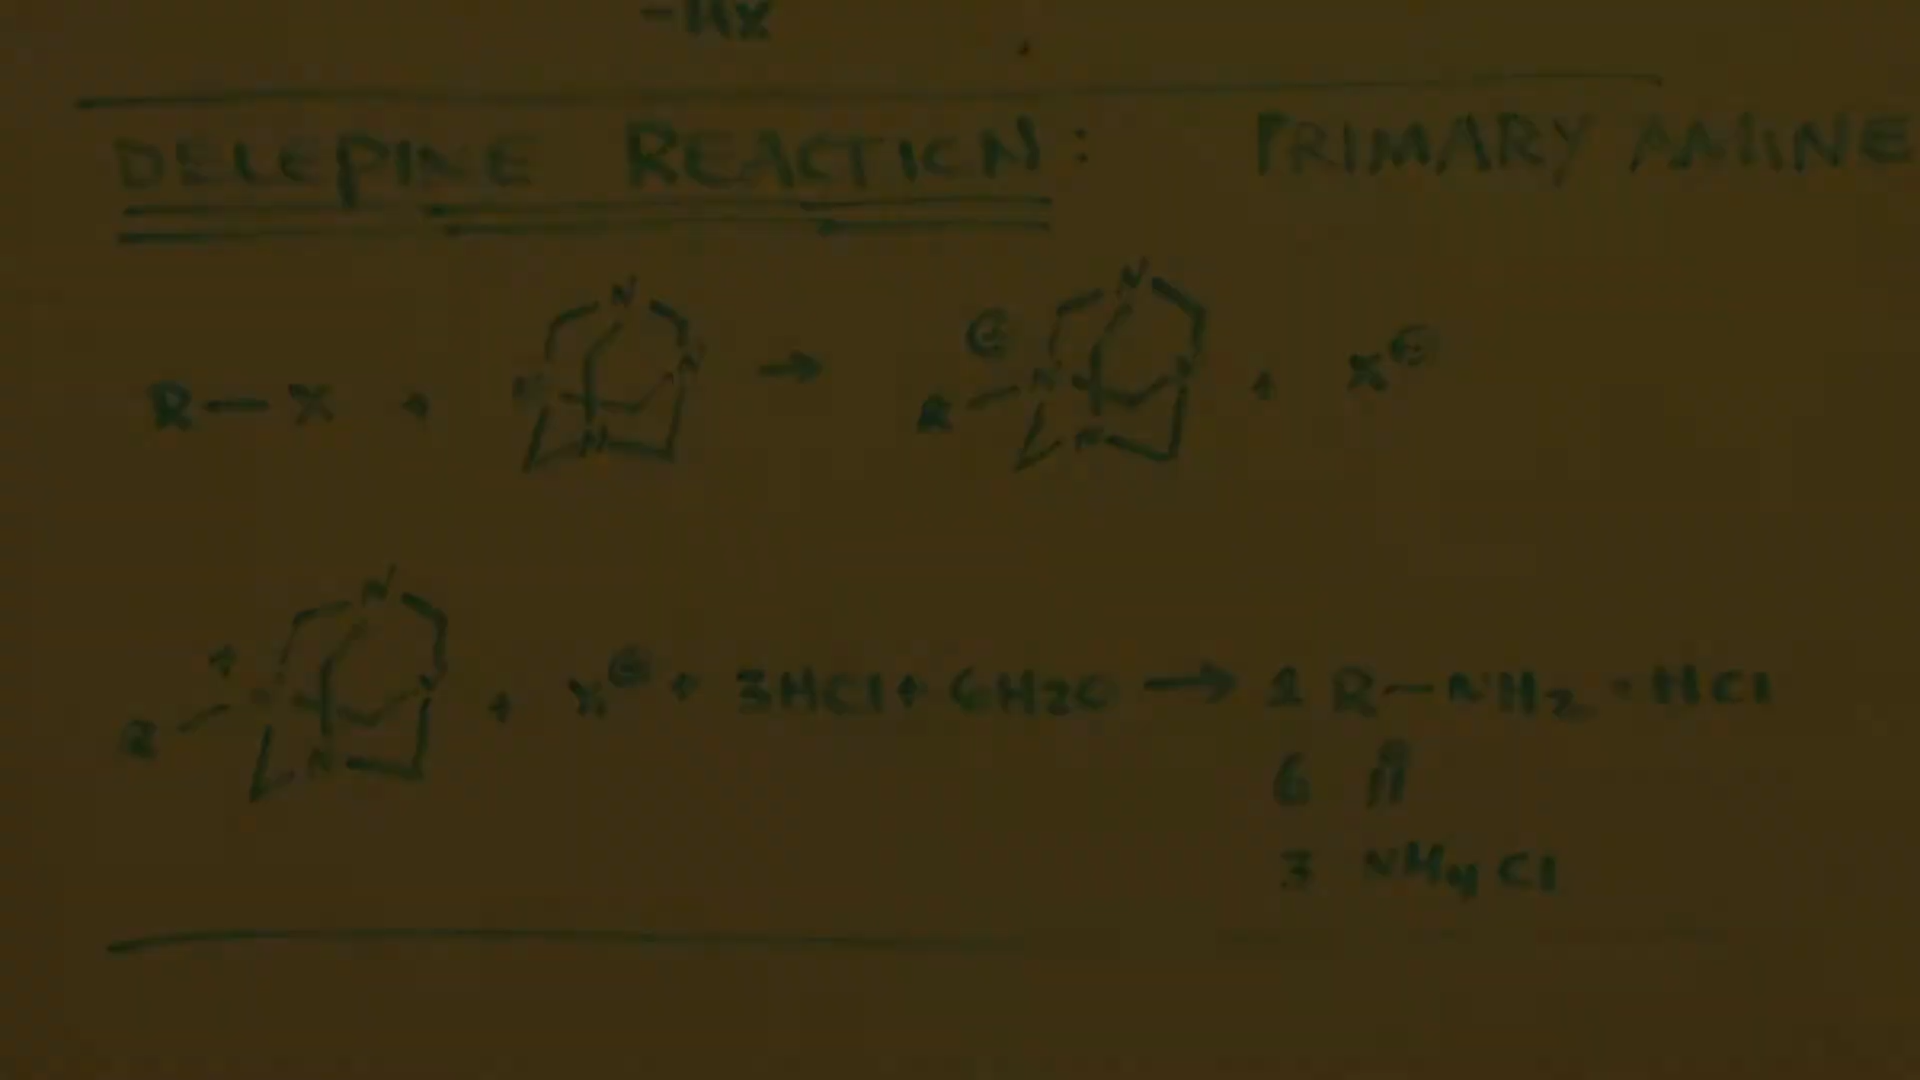 -HX
DELEPINE REACTION: PRIMARY AMINE
N N
R—X + N N → ⊕ N N + X⊖
R N
N N
N
+ N
R N + X⊖ + 3HCl + 6H2O → 1 R—NH2·HCl
N
6
3 NH4Cl